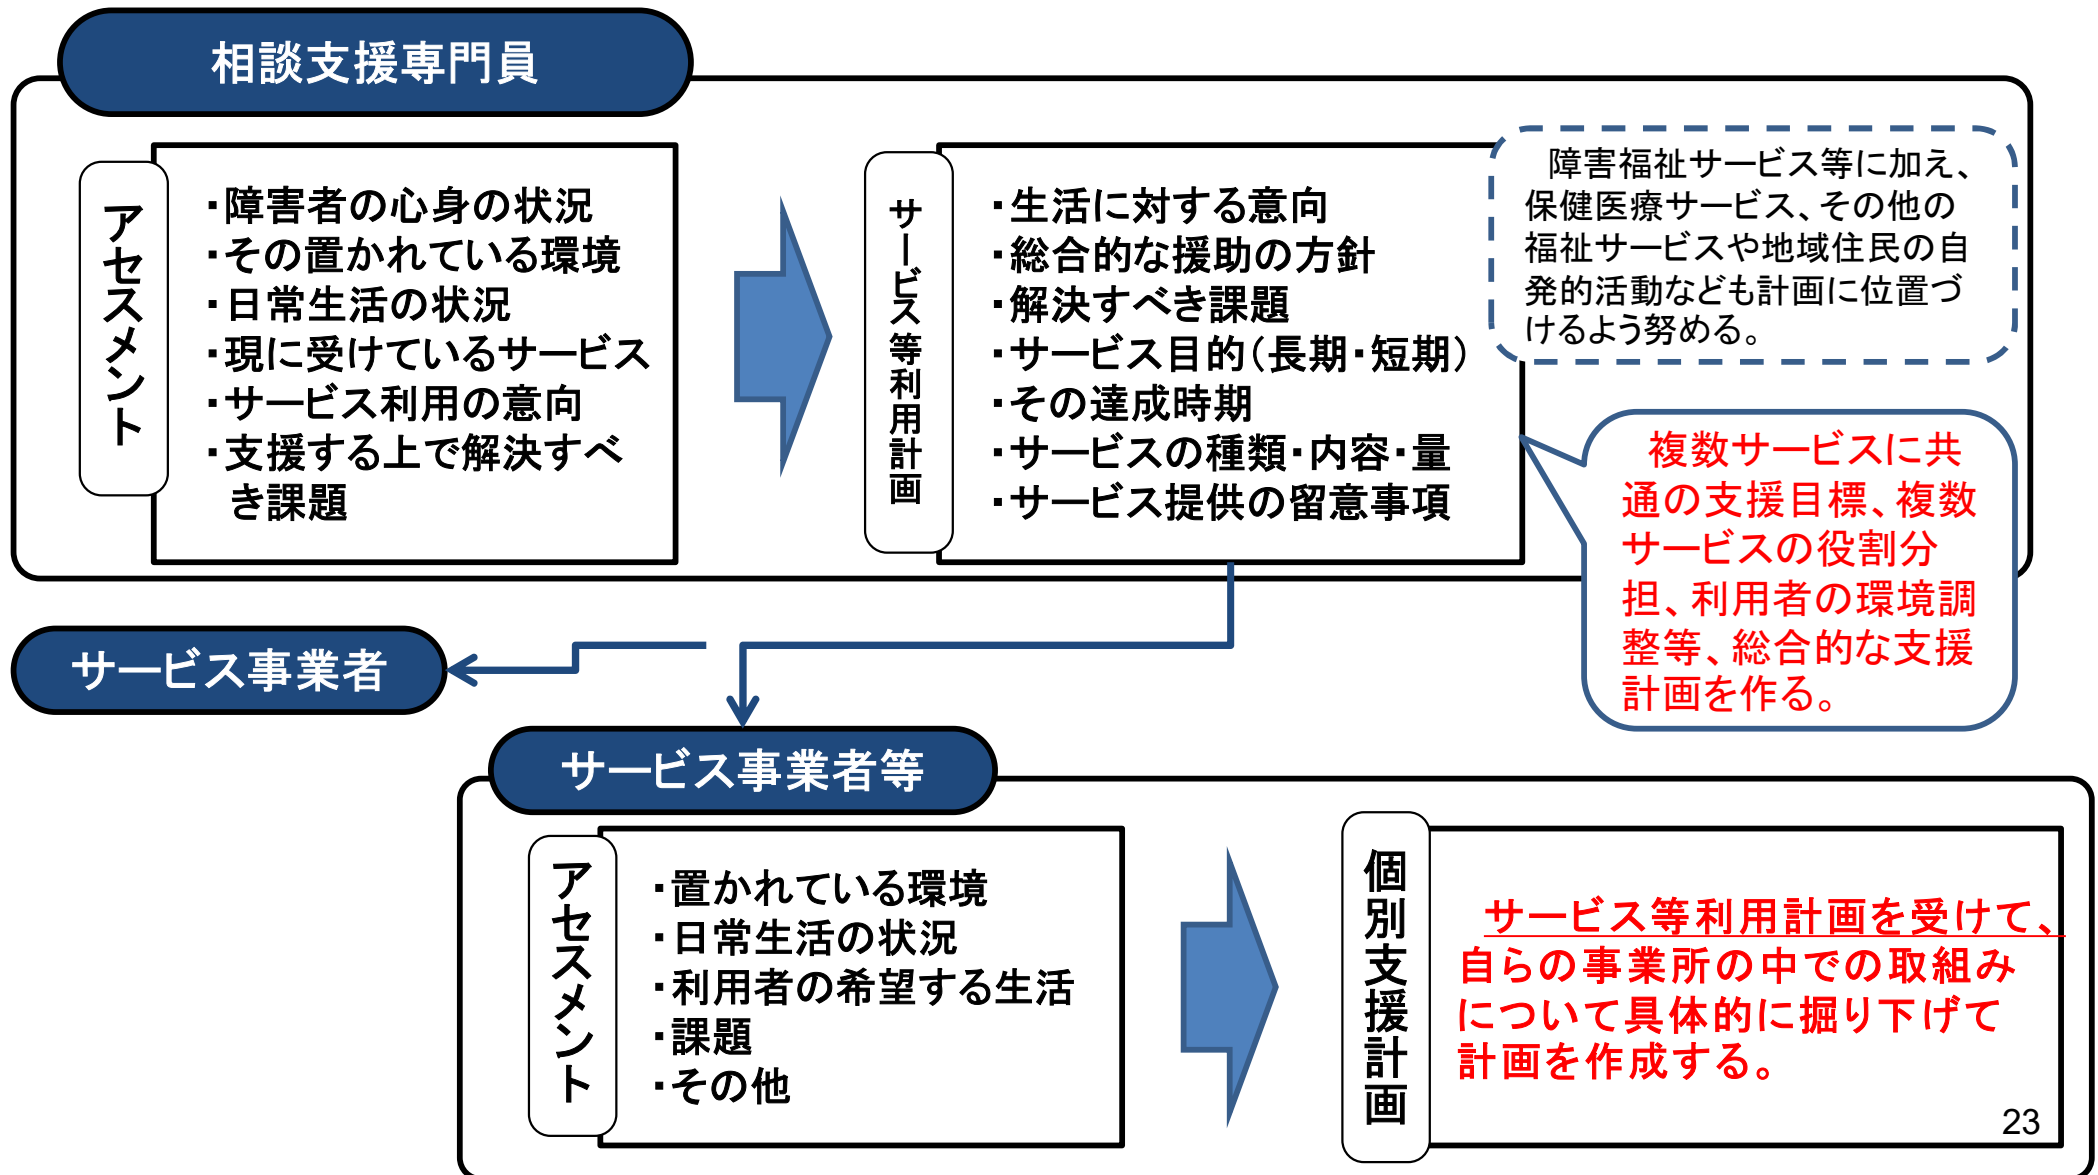 相談支援専門員
アセスメント
・障害者の心身の状況
・その置かれている環境
・日常生活の状況
・現に受けているサービス
・サービス利用の意向
・支援する上で解決すべ
き課題
サービス等利用計画
・生活に対する意向
・総合的な援助の方針
・解決すべき課題
・サービス目的（長期・短期）
・その達成時期
・サービスの種類・内容・量
・サービス提供の留意事項
障害福祉サービス等に加え、
保健医療サービス、その他の
福祉サービスや地域住民の自
発的活動なども計画に位置づ
けるよう努める。
複数サービスに共
通の支援目標、複数
サービスの役割分
担、利用者の環境調
整等、総合的な支援
計画を作る。
サービス事業者
サービス事業者等
アセスメント
・置かれている環境
・日常生活の状況
・利用者の希望する生活
・課題
・その他
個別支援計画
サービス等利用計画を受けて、
自らの事業所の中での取組み
について具体的に掘り下げて
計画を作成する。
23